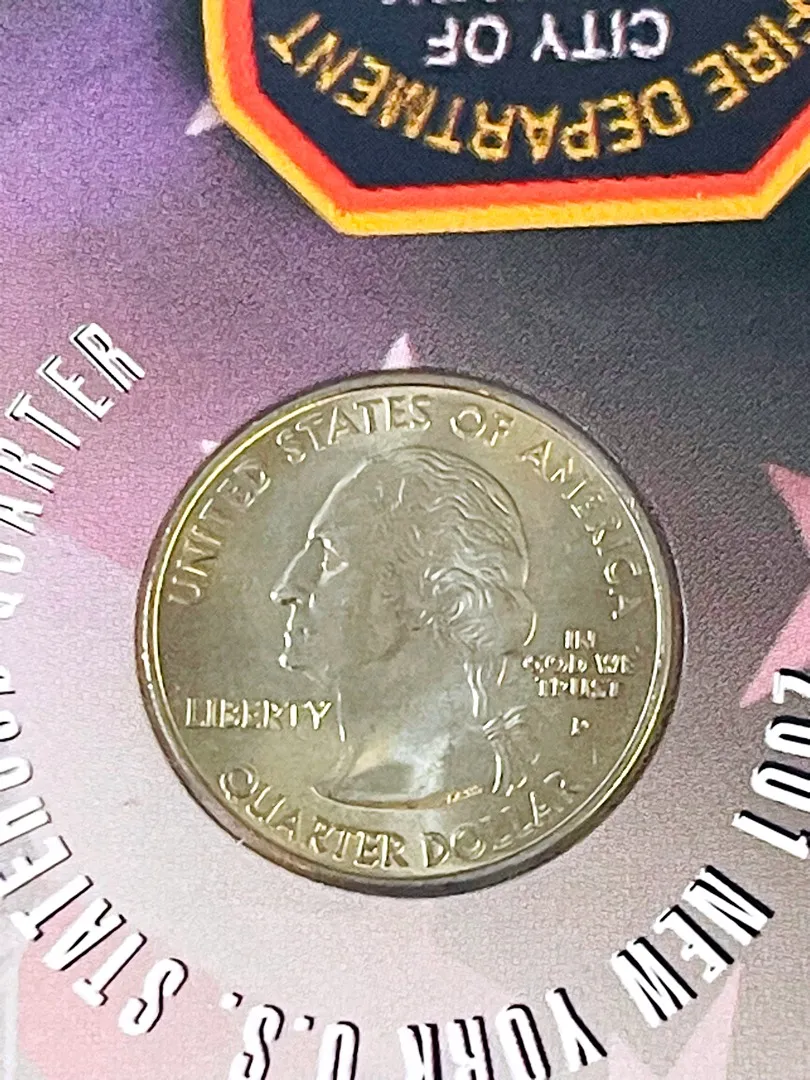 FIRE DEPARTMENT
CITY OF
UNITED STATES OF AMERICA
IN
GOD WE
TRUST
P
LIBERTY
QUARTER DOLLAR
2001 NEW YORK U.S. STATEHOOD QUARTER